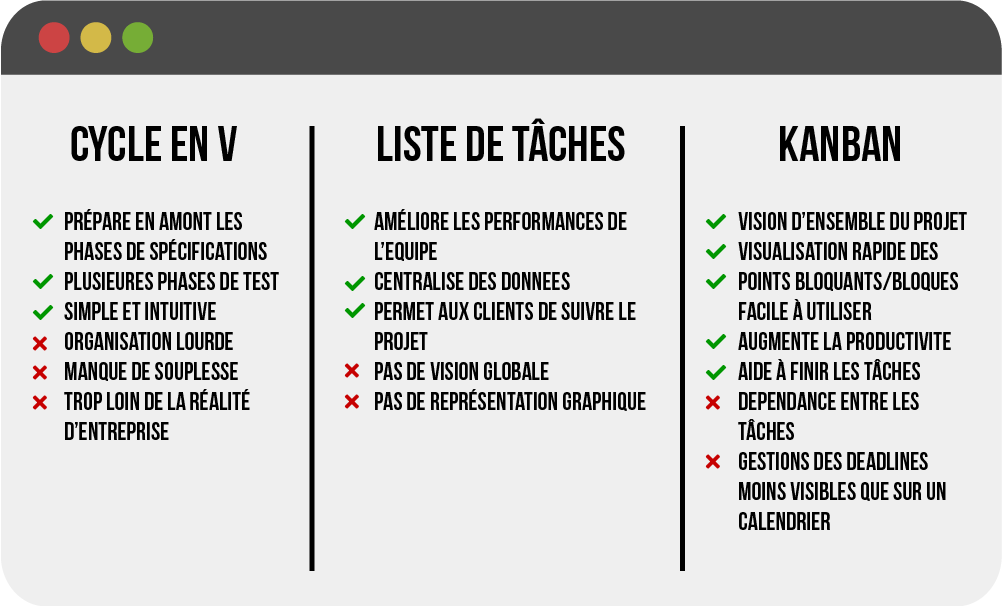 CYCLE EN V
PRÉPARE EN AMONT LES
PHASES DE SPÉCIFICATIONS
PLUSIEURES PHASES DE TEST
SIMPLE ET INTUITIVE
ORGANISATION LOURDE
MANQUE DE SOUPLESSE
TROP LOIN DE LA RÉALITÉ
D'ENTREPRISE
LISTE DE TÂCHES
AMÉLIORE LES PERFORMANCES DE
L'EQUIPE
CENTRALISE DES DONNEES
PERMET AUX CLIENTS DE SUIVRE LE
PROJET
PAS DE VISION GLOBALE
PAS DE REPRÉSENTATION GRAPHIQUE
KANBAN
VISION D'ENSEMBLE DU PROJET
VISUALISATION RAPIDE DES
POINTS BLOQUANTS/BLOQUES
FACILE À UTILISER
AUGMENTE LA PRODUCTIVITE
AIDE À FINIR LES TÂCHES
DEPENDANCE ENTRE LES
TÂCHES
GESTIONS DES DEADLINES
MOINS VISIBLES QUE SUR UN
CALENDRIER